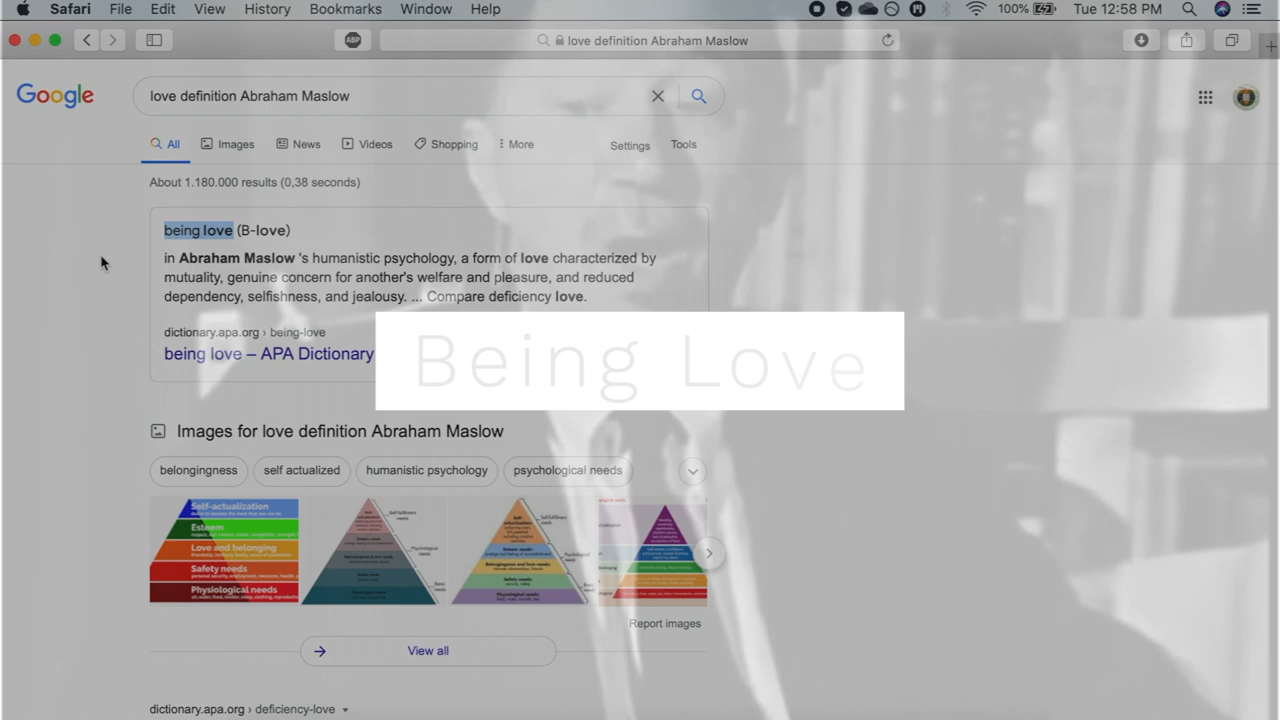 Safari File Edit View History Bookmarks Window Help 100% Tue 12:58 PM
ABP love definition Abraham Maslow
Google love definition Abraham Maslow
All Images News Videos Shopping More Settings Tools
About 1.180.000 results (0,38 seconds)
being love (B-love)
in Abraham Maslow 's humanistic psychology, a form of love characterized by
mutuality, genuine concern for another's welfare and pleasure, and reduced
dependency, selfishness, and jealousy. ... Compare deficiency love.
dictionary.apa.org › being-love
being love – APA Dictionary
Being Love
Images for love definition Abraham Maslow
belongingness self actualized humanistic psychology psychological needs
Self-actualization
Esteem
Love and belonging
Safety needs
Physiological needs
Report images
View all
dictionary.apa.org › deficiency-love